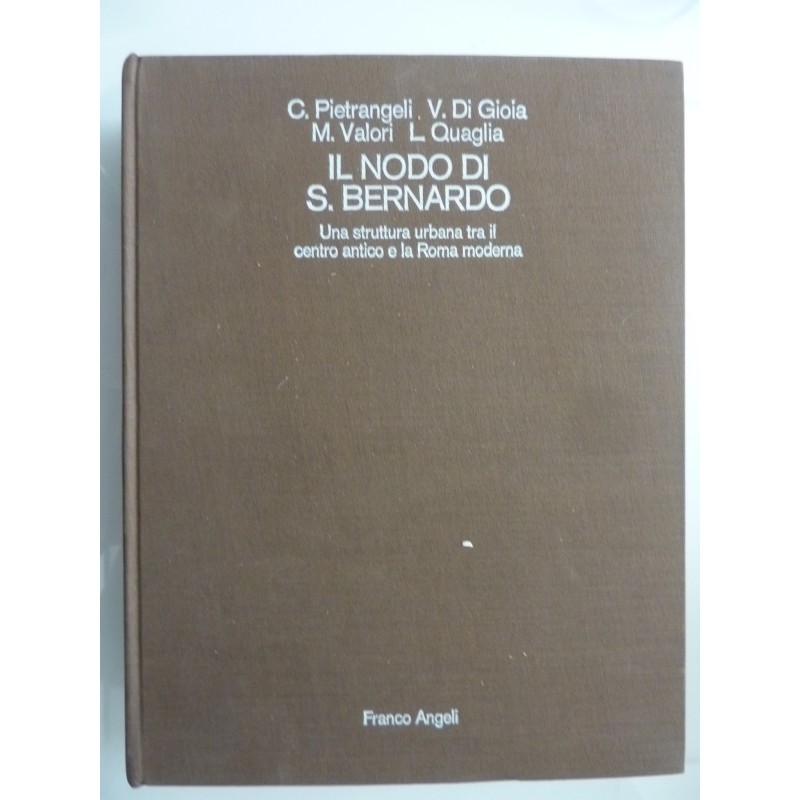 C. Pietrangeli, V. Di Gioia
M. Valori L. Quaglia
IL NODO DI
S. BERNARDO
Una struttura urbana tra il
centro antico e la Roma moderna
Franco Angeli